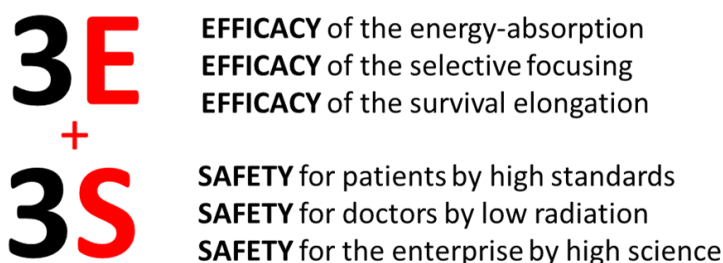 3E
EFFICACY of the energy-absorption
EFFICACY of the selective focusing
EFFICACY of the survival elongation
+
3S
SAFETY for patients by high standards
SAFETY for doctors by low radiation
SAFETY for the enterprise by high science